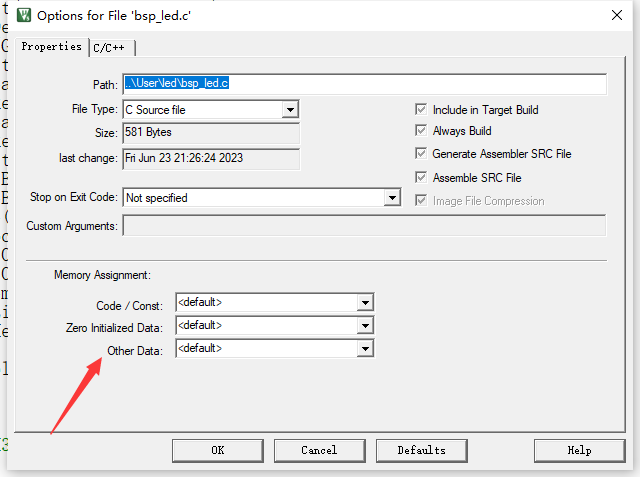 Options for File 'bsp_led.c'
Properties
C/C++
Path: ..\User\led\bsp_led.c
File Type: C Source file
Include in Target Build
Size: 581 Bytes
Always Build
last change: Fri Jun 23 21:26:24 2023
Generate Assembler SRC File
Assemble SRC File
Stop on Exit Code: Not specified
Image File Compression
Custom Arguments:
Memory Assignment:
Code / Const: <default>
Zero Initialized Data: <default>
Other Data: <default>
OK Cancel Defaults Help